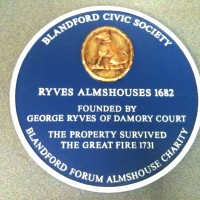 BLANDFORD CIVIC SOCIETY
RYVES ALMSHOUSES 1682
FOUNDED BY
GEORGE RYVES OF DAMORY COURT
THE PROPERTY SURVIVED
THE GREAT FIRE 1731
BLANDFORD FORUM ALMSHOUSE CHARITY